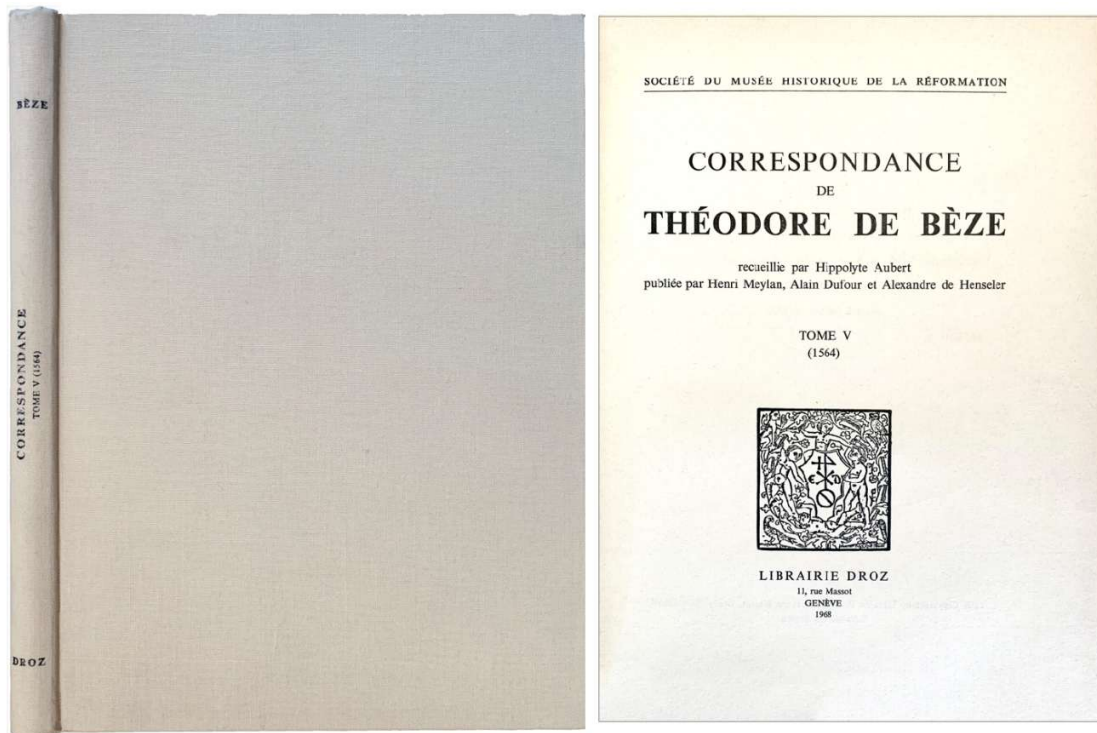 BÈZE
CORRESPONDANCE
TOME V (1564)
DROZ
SOCIÉTÉ DU MUSÉE HISTORIQUE DE LA RÉFORMATION
CORRESPONDANCE
DE
THÉODORE DE BÈZE
recueillie par Hippolyte Aubert
publiée par Henri Meylan, Alain Dufour et Alexandre de Henseler
TOME V
(1564)
E D
LIBRAIRIE DROZ
11, rue Massot
GENÈVE
1968